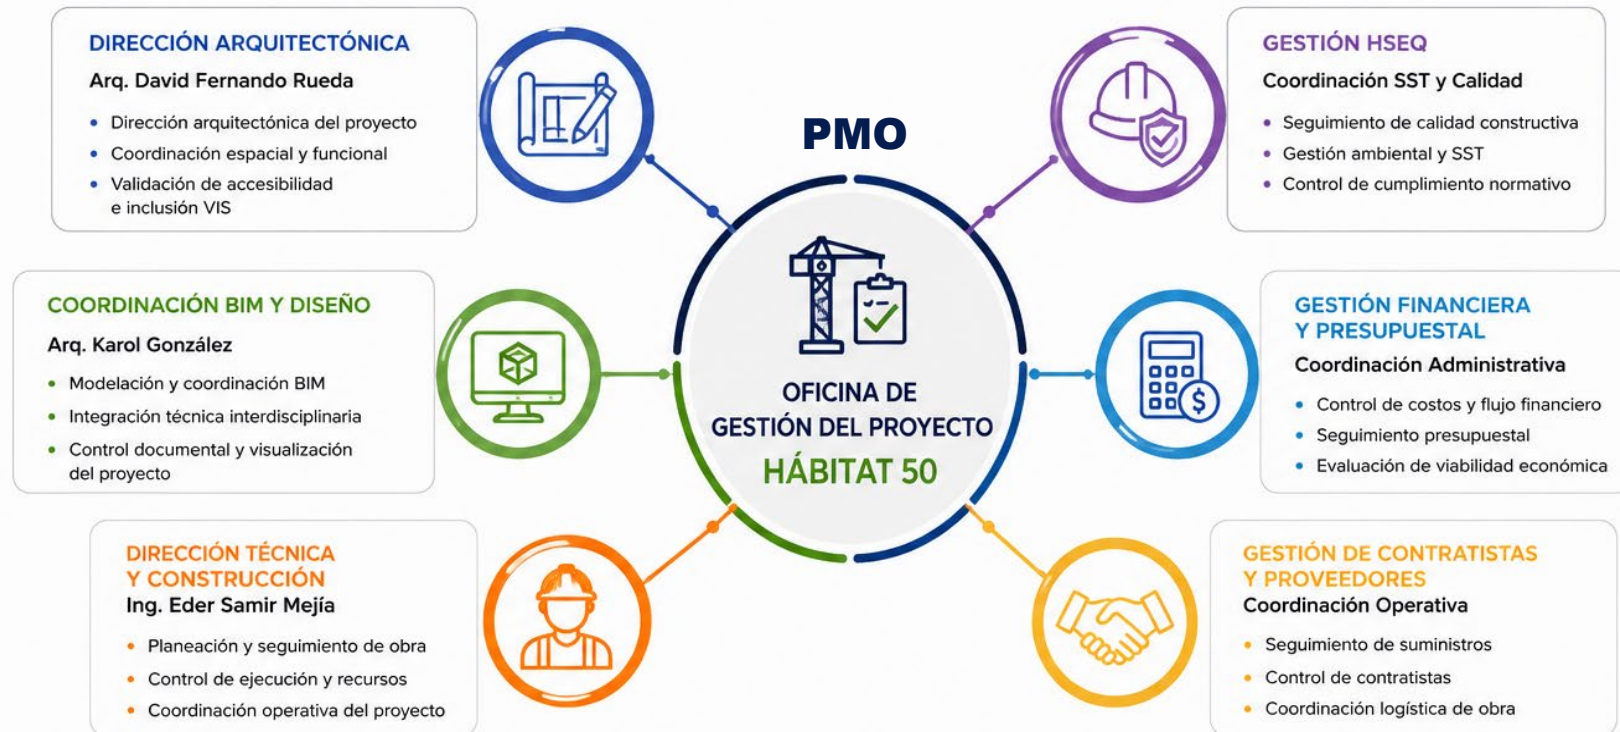 DIRECCIÓN ARQUITECTÓNICA
Arq. David Fernando Rueda
• Dirección arquitectónica del proyecto
• Coordinación espacial y funcional
• Validación de accesibilidad
e inclusión VIS
COORDINACIÓN BIM Y DISEÑO
Arq. Karol González
• Modelación y coordinación BIM
• Integración técnica interdisciplinaria
• Control documental y visualización
del proyecto
DIRECCIÓN TÉCNICA
Y CONSTRUCCIÓN
Ing. Eder Samir Mejía
• Planeación y seguimiento de obra
• Control de ejecución y recursos
• Coordinación operativa del proyecto
PMO
OFICINA DE
GESTIÓN DEL PROYECTO
HÁBITAT 50
GESTIÓN HSEQ
Coordinación SST y Calidad
• Seguimiento de calidad constructiva
• Gestión ambiental y SST
• Control de cumplimiento normativo
GESTIÓN FINANCIERA
Y PRESUPUESTAL
Coordinación Administrativa
• Control de costos y flujo financiero
• Seguimiento presupuestal
• Evaluación de viabilidad económica
$
GESTIÓN DE CONTRATISTAS
Y PROVEEDORES
Coordinación Operativa
• Seguimiento de suministros
• Control de contratistas
• Coordinación logística de obra